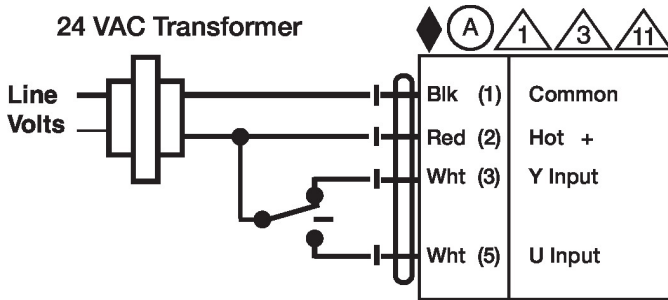 24 VAC Transformer
A 1 3 11
Line Volts
Blk (1) Common
Red (2) Hot +
Wht (3) Y Input
Wht (5) U Input